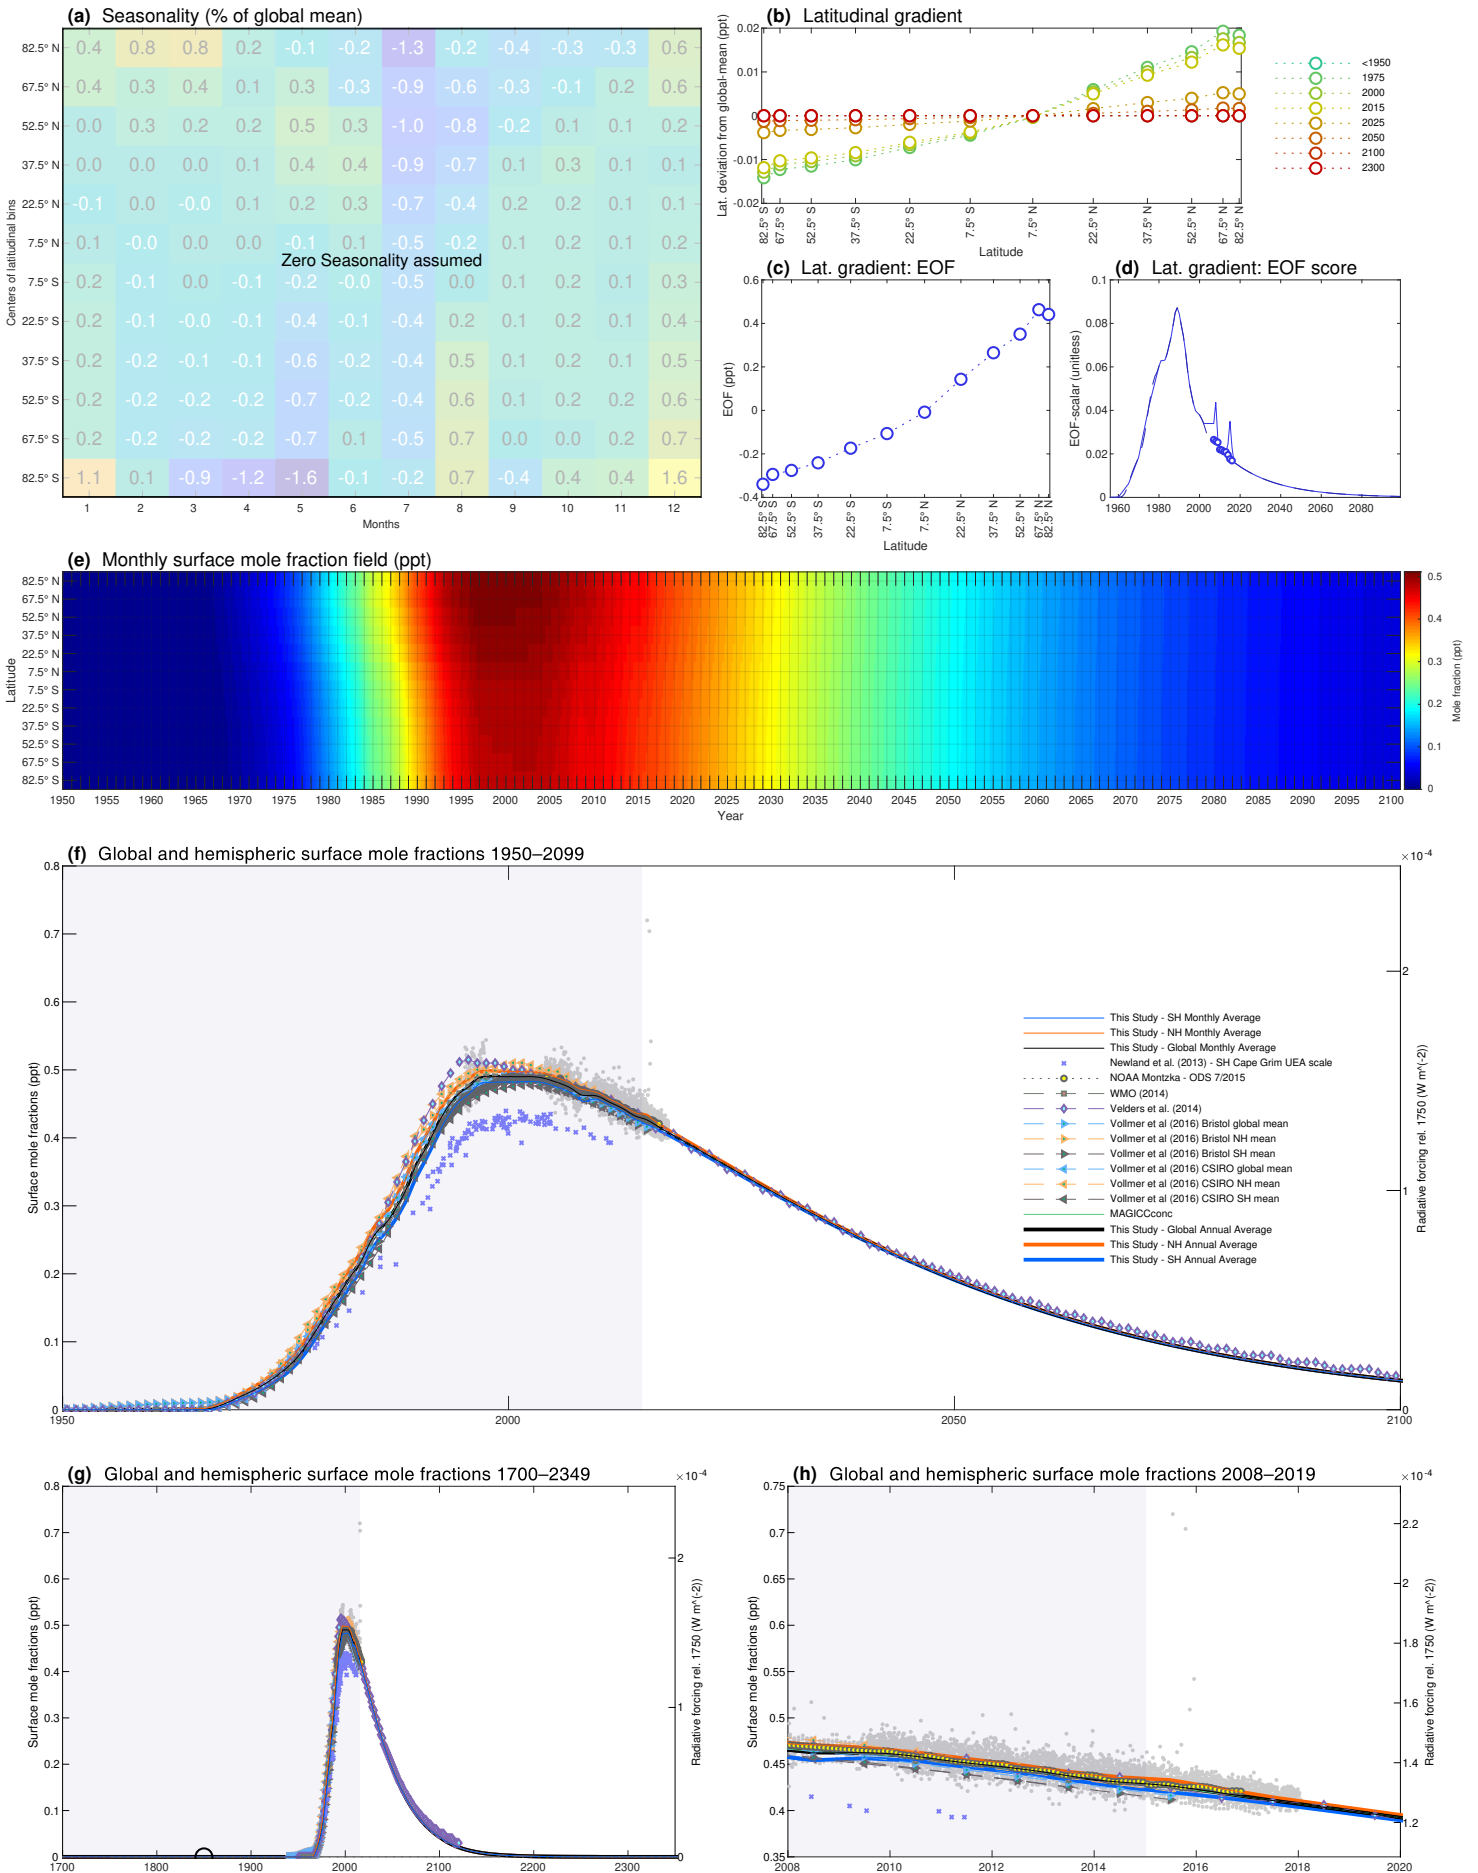 (a) Seasonality (% of global mean)
82.5° N 0.4 0.8 0.8 0.2 -0.1 -0.2 -1.3 -0.2 -0.4 -0.3 -0.3 0.6
67.5° N 0.4 0.3 0.4 0.1 0.3 -0.3 -0.9 -0.6 -0.3 -0.1 0.2 0.6
52.5° N 0.0 0.3 0.2 0.2 0.5 0.3 -1.0 -0.8 -0.2 0.1 0.1 0.2
37.5° N 0.0 0.0 0.1 0.1 0.4 0.4 -0.9 -0.7 0.1 0.3 0.1 0.1
22.5° N -0.1 0.0 -0.0 0.1 0.2 0.3 -0.7 -0.4 0.2 0.2 0.1 0.1
7.5° N 0.1 -0.0 0.0 0.0 -0.1 0.1 -0.5 -0.2 0.1 0.2 0.1 0.2
Zero Seasonality assumed
7.5° S 0.2 -0.1 0.0 -0.1 -0.2 -0.0 -0.5 0.0 0.1 0.2 0.1 0.3
22.5° S 0.2 -0.1 -0.0 -0.1 -0.4 -0.1 -0.4 0.2 0.1 0.2 0.1 0.4
37.5° S 0.2 -0.2 -0.1 -0.1 -0.6 -0.2 -0.4 0.5 0.1 0.2 0.1 0.5
52.5° S 0.2 -0.2 -0.2 -0.2 -0.7 -0.2 -0.4 0.6 0.1 0.2 0.2 0.6
67.5° S 0.2 -0.2 -0.2 -0.2 -0.7 0.1 -0.5 0.7 0.0 0.0 0.2 0.7
82.5° S 1.1 0.1 -0.9 -1.2 -1.6 -0.1 -0.2 0.7 -0.4 0.4 0.4 1.6
1 2 3 4 5 6 7 8 9 10 11 12
Months
Centers of latitudinal bins
(b) Latitudinal gradient
Lat. deviation from global-mean (ppt)
0.02
0.01
0
-0.01
-0.02
82.5° S 67.5° S 52.5° S 37.5° S 22.5° S 7.5° S 7.5° N 22.5° N 37.5° N 52.5° N 67.5° N 82.5° N
Latitude
<1950
1975
2000
2015
2025
2050
2100
2300
(c) Lat. gradient: EOF
EOF (ppt)
0.6
0.4
0.2
0
-0.2
-0.4
82.5° S 67.5° S 52.5° S 37.5° S 22.5° S 7.5° S 7.5° N 22.5° N 37.5° N 52.5° N 67.5° N 82.5° N
Latitude
(d) Lat. gradient: EOF score
EOF-scalar (unitless)
0.1
0.08
0.06
0.04
0.02
0
1960 1980 2000 2020 2040 2060 2080
(e) Monthly surface mole fraction field (ppt)
Latitude
82.5° N
67.5° N
52.5° N
37.5° N
22.5° N
7.5° N
7.5° S
22.5° S
37.5° S
52.5° S
67.5° S
82.5° S
1950 1955 1960 1965 1970 1975 1980 1985 1990 1995 2000 2005 2010 2015 2020 2025 2030 2035 2040 2045 2050 2055 2060 2065 2070 2075 2080 2085 2090 2095 2100
Year
0.5
0.4
0.3
0.2
0.1
0
Mole fraction (ppt)
(f) Global and hemispheric surface mole fractions 1950–2099
Surface mole fractions (ppt)
0.8
0.7
0.6
0.5
0.4
0.3
0.2
0.1
0
1950 2000 2050 2100
×10-4
2
1
0
Radiative forcing rel. 1750 (W m^(-2))
This Study - SH Monthly Average
This Study - NH Monthly Average
This Study - Global Monthly Average
Newland et al. (2013) - SH Cape Grim UEA scale
NOAA Montzka - ODS 7/2015
WMO (2014)
Velders et al. (2014)
Vollmer et al (2016) Bristol global mean
Vollmer et al (2016) Bristol NH mean
Vollmer et al (2016) Bristol SH mean
Vollmer et al (2016) CSIRO global mean
Vollmer et al (2016) CSIRO NH mean
Vollmer et al (2016) CSIRO SH mean
MAGICCconc
This Study - Global Annual Average
This Study - NH Annual Average
This Study - SH Annual Average
(g) Global and hemispheric surface mole fractions 1700–2349
Surface mole fractions (ppt)
0.8
0.7
0.6
0.5
0.4
0.3
0.2
0.1
0
1700 1800 1900 2000 2100 2200 2300
×10-4
2
1
0
Radiative forcing rel. 1750 (W m^(-2))
(h) Global and hemispheric surface mole fractions 2008–2019
Surface mole fractions (ppt)
0.75
0.7
0.65
0.6
0.55
0.5
0.45
0.4
0.35
2008 2010 2012 2014 2016 2018 2020
×10-4
2.2
2
1.8
1.6
1.4
1.2
Radiative forcing rel. 1750 (W m^(-2))